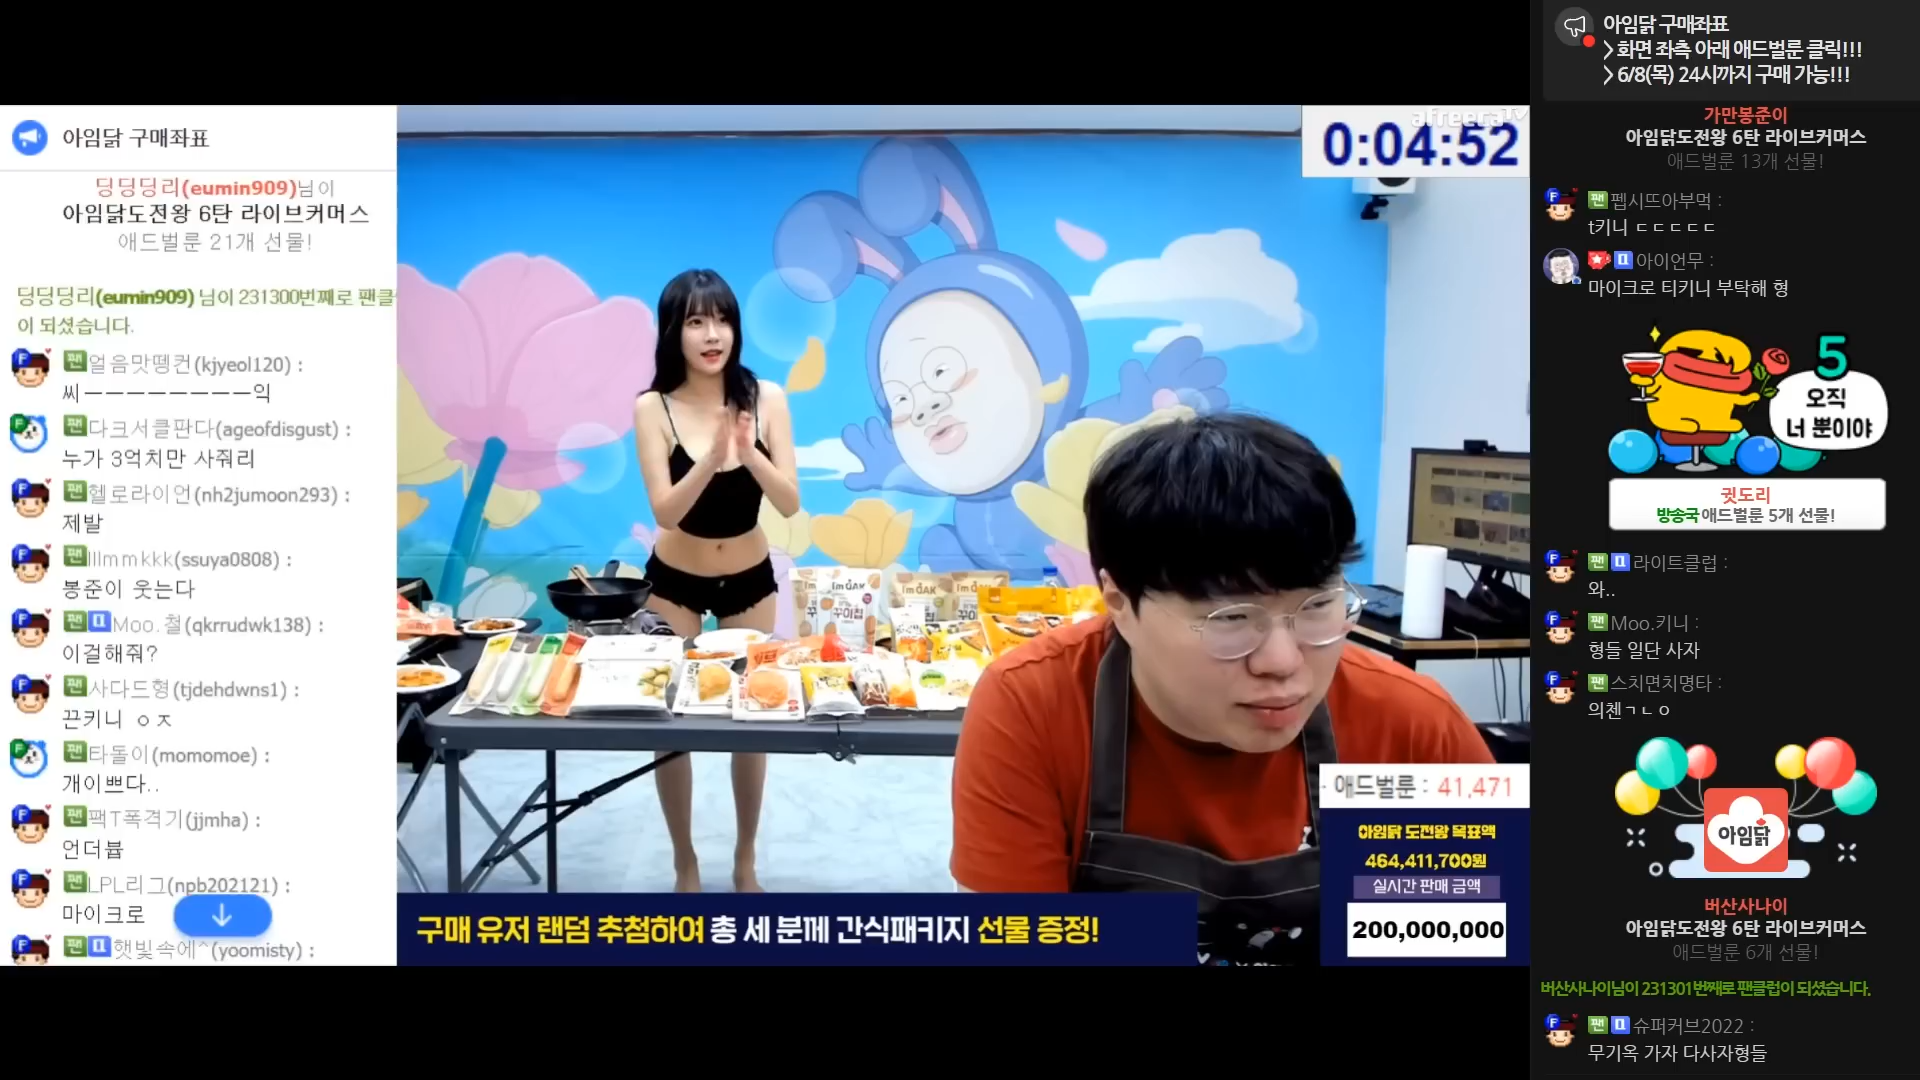 아임닭 구매좌표
딩딩딩리(eumin909)님이
아임닭도전왕 6탄 라이브커머스
애드벌룬 21개 선물!
딩딩딩리(eumin909) 님이 231300번째로 팬클
이 되셨습니다.
팬 얼음맛뗑컨(kjyeol120) :
씨ㅡㅡㅡㅡㅡㅡㅡㅡㅡ익
팬 다크서클판다(ageofdisgust) :
누가 3억치만 사줘리
팬 헬로라이언(nh2jumoon293) :
제발
팬 lllmmkkk(ssuya0808) :
봉준이 웃는다
팬 Moo.철(qkrrudwk138) :
이걸해줘?
팬 사다드형(tjdehdwns1) :
끈키니 ㅇㅈ
팬 타돌이(momomoe) :
개이쁘다..
팬 팩T폭격기(jjmha) :
언더뷥
팬 LPL리그(npb202121) :
마이크로
팬 햇빛속에^(yoomisty) :
afreecaTV
0:04:52
I'm DAK
애드벌룬 : 41,471
아임닭 도전왕 목표액
464,411,700원
실시간 판매 금액
200,000,000
구매 유저 랜덤 추첨하여 총 세 분께 간식패키지 선물 증정!
아임닭 구매좌표
> 화면 좌측 아래 애드벌룬 클릭!!!
> 6/8(목) 24시까지 구매 가능!!!
가만봉준이
아임닭도전왕 6탄 라이브커머스
애드벌룬 13개 선물!
팬 펩시뜨아부먹 :
t키니 ㄷㄷㄷㄷㄷ
아이언무 :
마이크로 티키니 부탁해 형
5
오직
너 뿐이야
귓도리
방송국 애드벌룬 5개 선물!
팬 라이트클럽 :
와..
팬 Moo.키니 :
형들 일단 사자
팬 스치면치명타 :
의첸ㄱㄴㅇ
아임닭
버산사나이
아임닭도전왕 6탄 라이브커머스
애드벌룬 6개 선물!
버산사나이님이 231301번째로 팬클럽이 되셨습니다.
팬 슈퍼커브2022 :
무기옥 가자 다사자형들